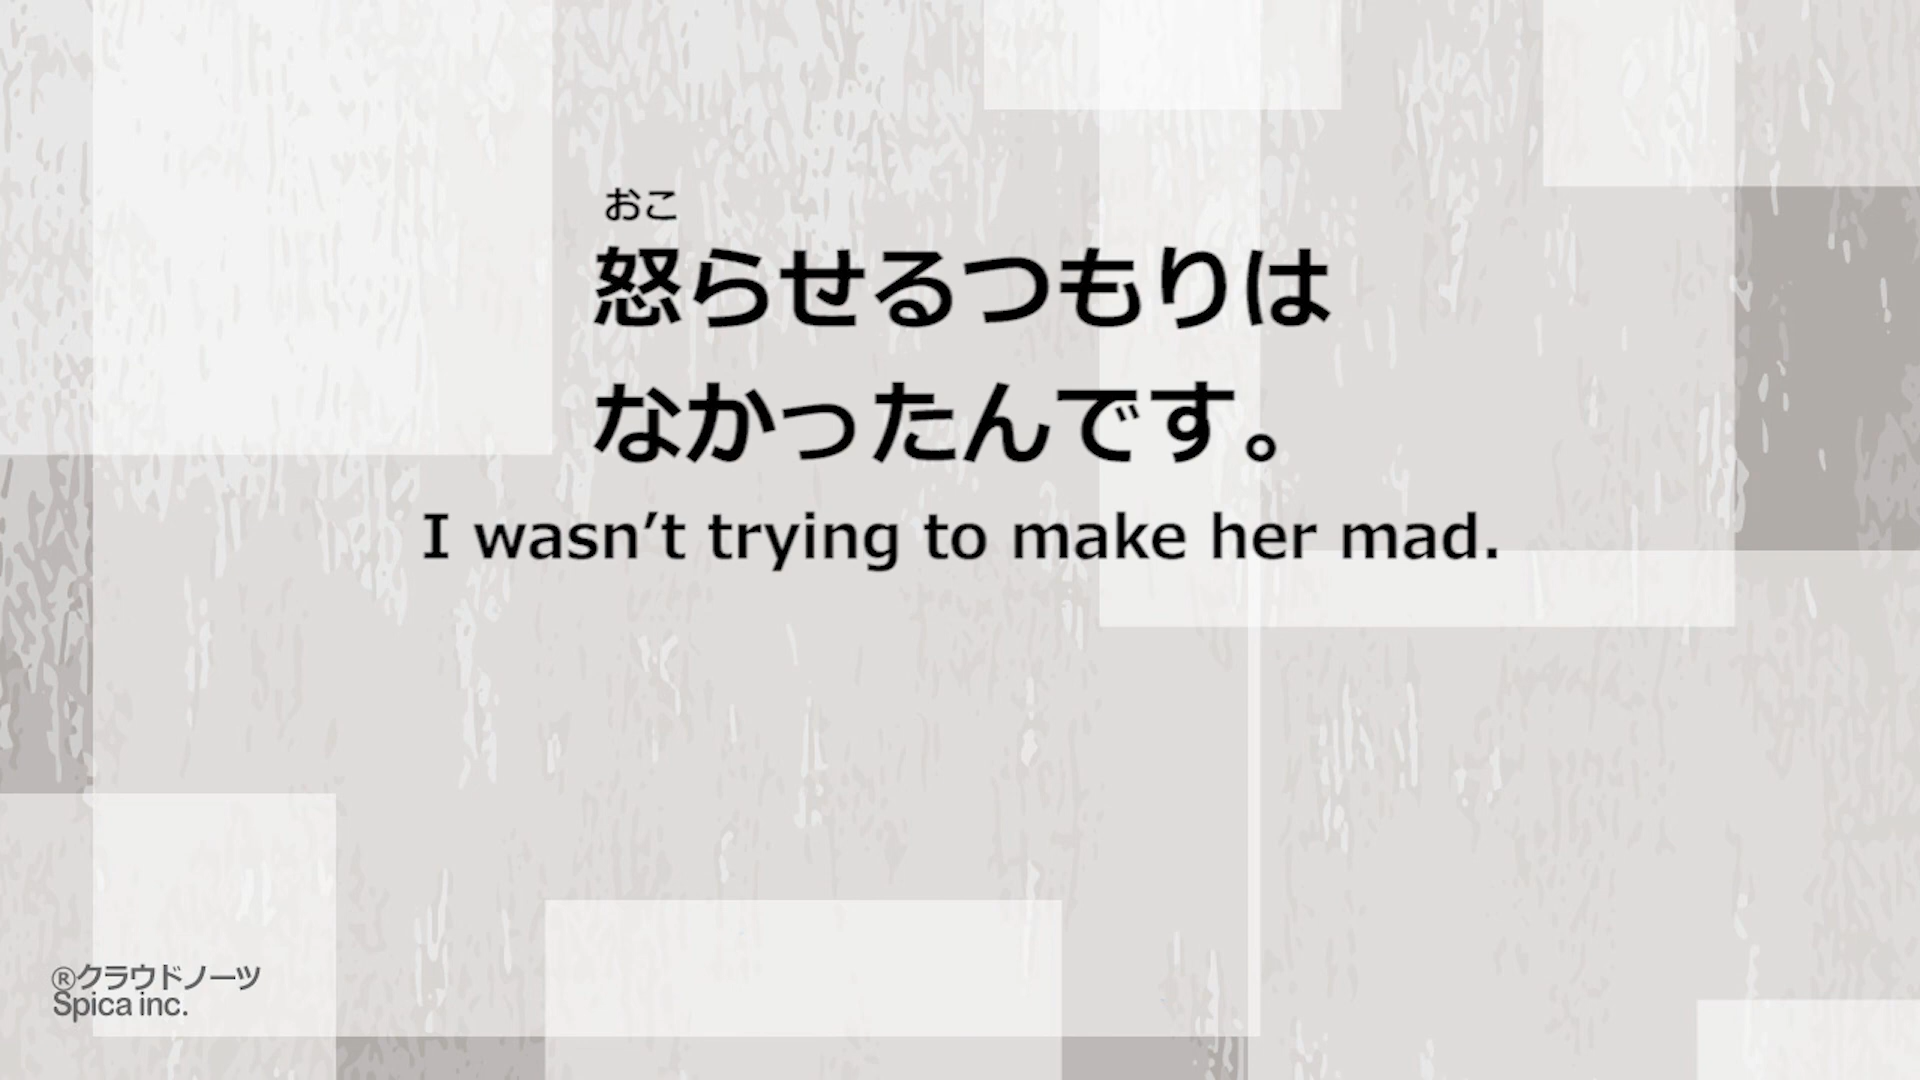 おこ
怒らせるつもりは
なかったんです。
I wasn’t trying to make her mad.
®クラウドノーツ
Spica inc.